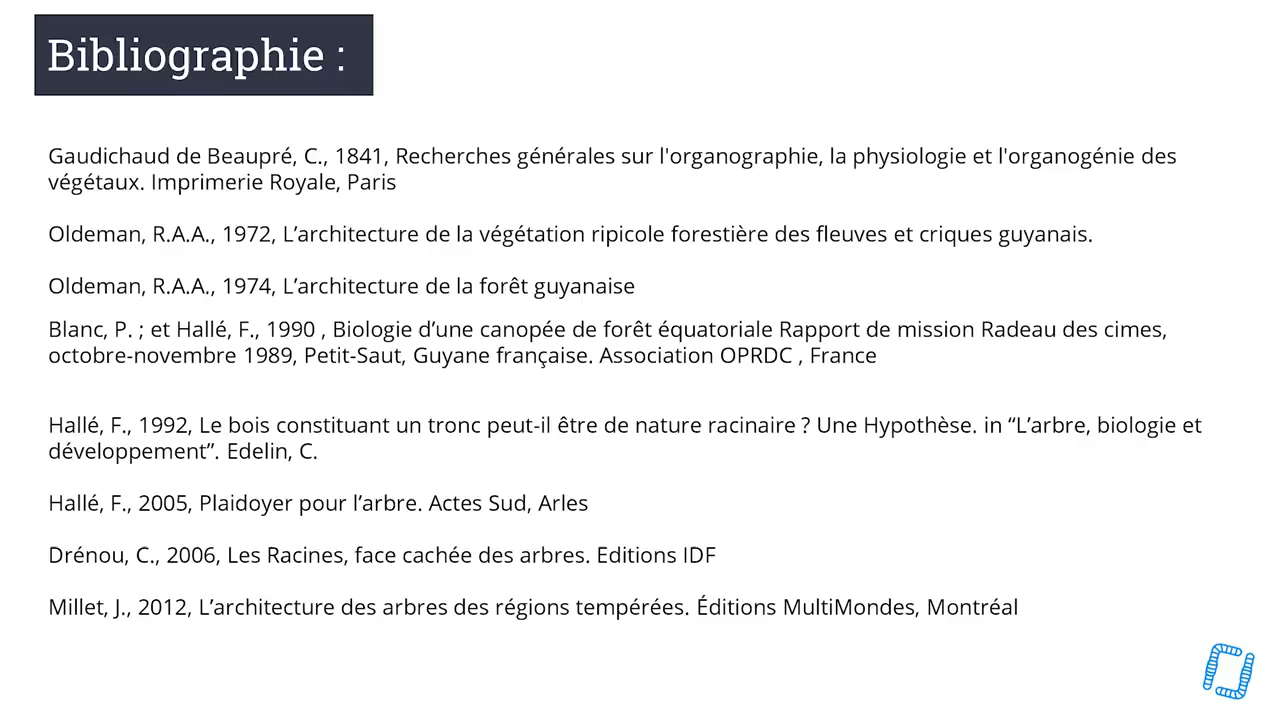 Bibliographie :
Gaudichaud de Beaupré, C., 1841, Recherches générales sur l'organographie, la physiologie et l'organogénie des
végétaux. Imprimerie Royale, Paris
Oldeman, R.A.A., 1972, L’architecture de la végétation ripicole forestière des fleuves et criques guyanais.
Oldeman, R.A.A., 1974, L’architecture de la forêt guyanaise
Blanc, P. ; et Hallé, F., 1990 , Biologie d’une canopée de forêt équatoriale Rapport de mission Radeau des cimes,
octobre-novembre 1989, Petit-Saut, Guyane française. Association OPRDC , France
Hallé, F., 1992, Le bois constituant un tronc peut-il être de nature racinaire ? Une Hypothèse. in “L’arbre, biologie et
développement”. Edelin, C.
Hallé, F., 2005, Plaidoyer pour l’arbre. Actes Sud, Arles
Drénou, C., 2006, Les Racines, face cachée des arbres. Editions IDF
Millet, J., 2012, L’architecture des arbres des régions tempérées. Éditions MultiMondes, Montréal